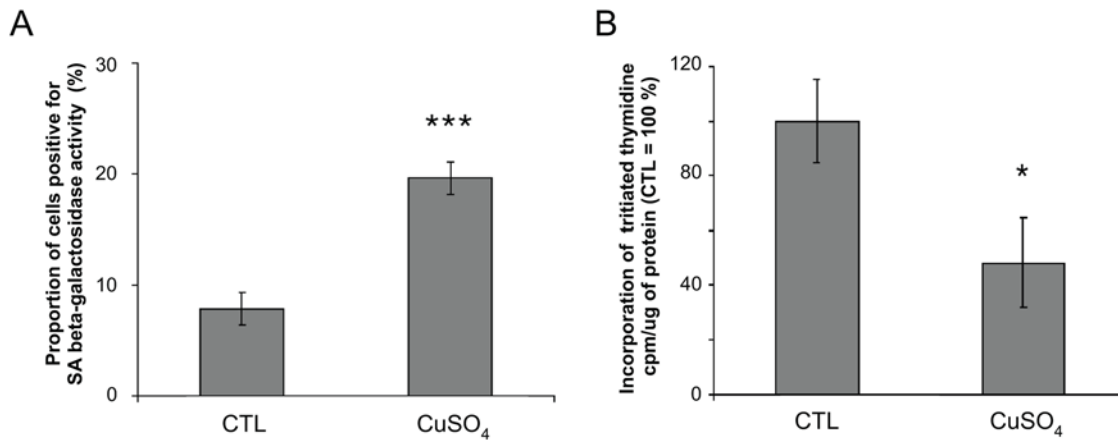 A
Proportion of cells positive for
SA beta-galactosidase activity (%)
30
20
10
0
***
CTL
CuSO₄
B
Incorporation of tritiated thymidine
cpm/ug of protein (CTL = 100 %)
120
80
40
0
*
CTL
CuSO₄